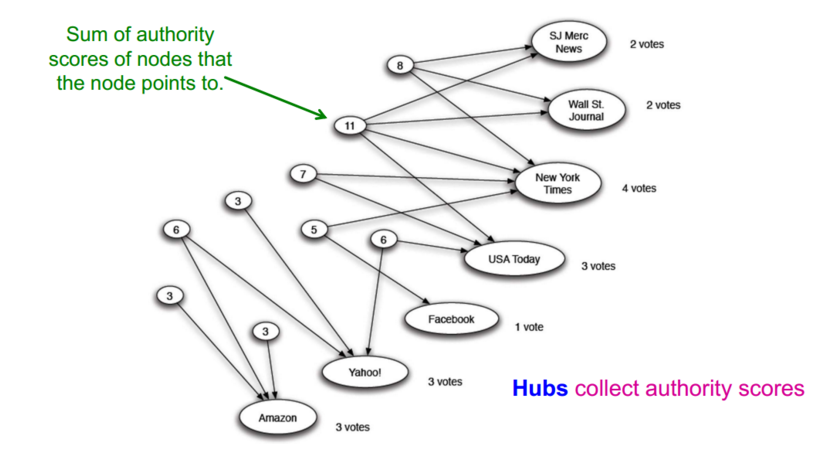 Sum of authority
scores of nodes that
the node points to.
SJ Merc
News
2 votes
8
Wall St.
Journal
2 votes
11
7
New York
Times
4 votes
3
6
5
6
USA Today
3 votes
3
Facebook
1 vote
3
Yahoo!
3 votes
Hubs collect authority scores
Amazon
3 votes